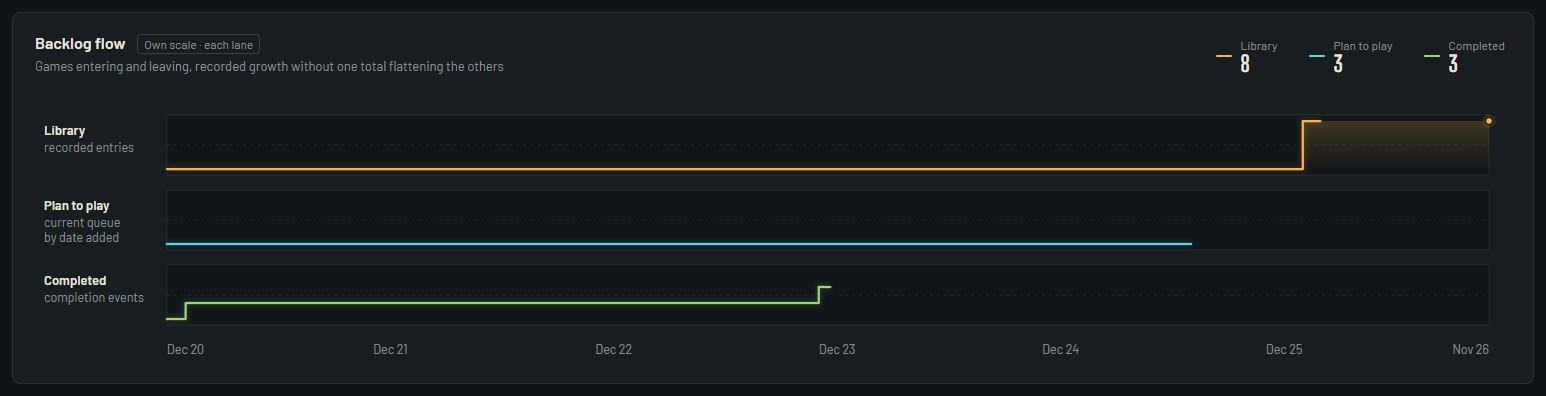 Backlog flow
Own scale · each lane
Games entering and leaving, recorded growth without one total flattening the others
Library
8
Plan to play
3
Completed
3
Library
recorded entries
Plan to play
current queue
by date added
Completed
completion events
Dec 20
Dec 21
Dec 22
Dec 23
Dec 24
Dec 25
Nov 26